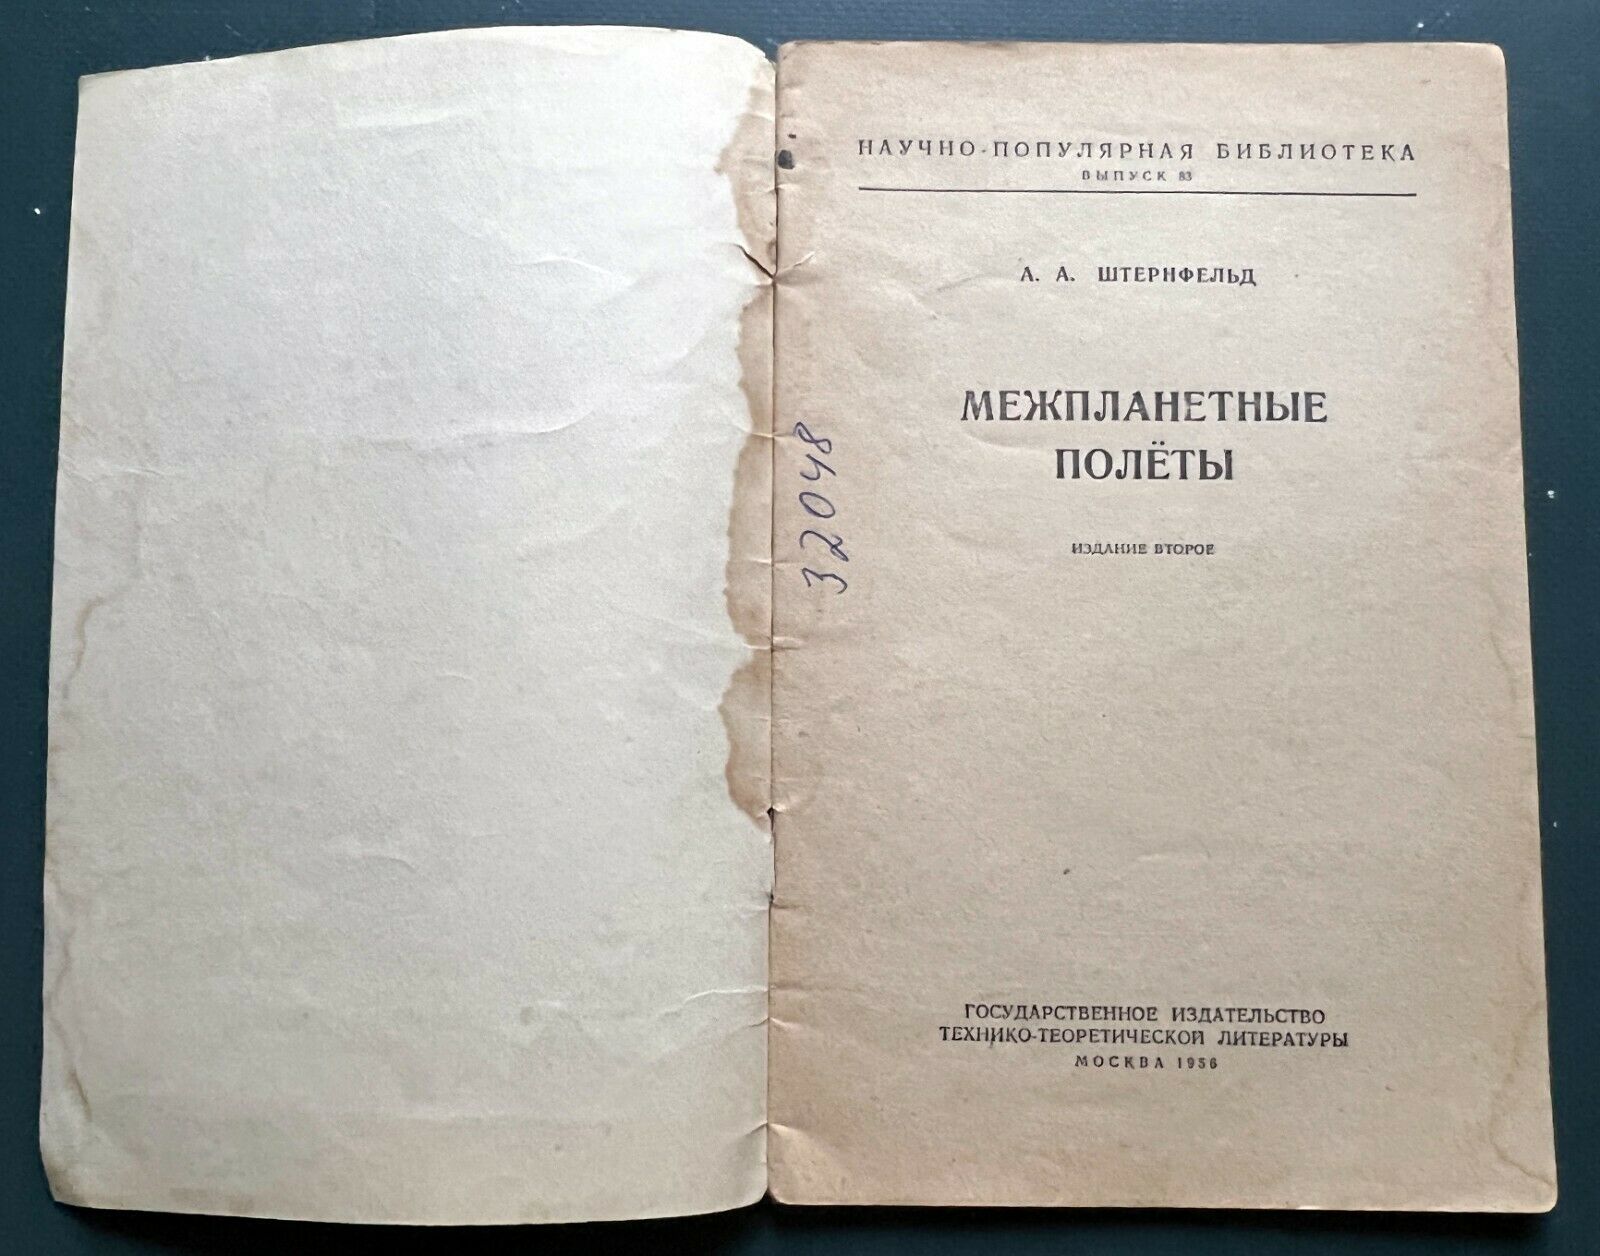 НАУЧНО-ПОПУЛЯРНАЯ БИБЛИОТЕКА
ВЫПУСК 83
А. А. ШТЕРНФЕЛЬД
МЕЖПЛАНЕТНЫЕ
ПОЛЁТЫ
ИЗДАНИЕ ВТОРОЕ
32048
ГОСУДАРСТВЕННОЕ ИЗДАТЕЛЬСТВО
ТЕХНИКО-ТЕОРЕТИЧЕСКОЙ ЛИТЕРАТУРЫ
МОСКВА 1956